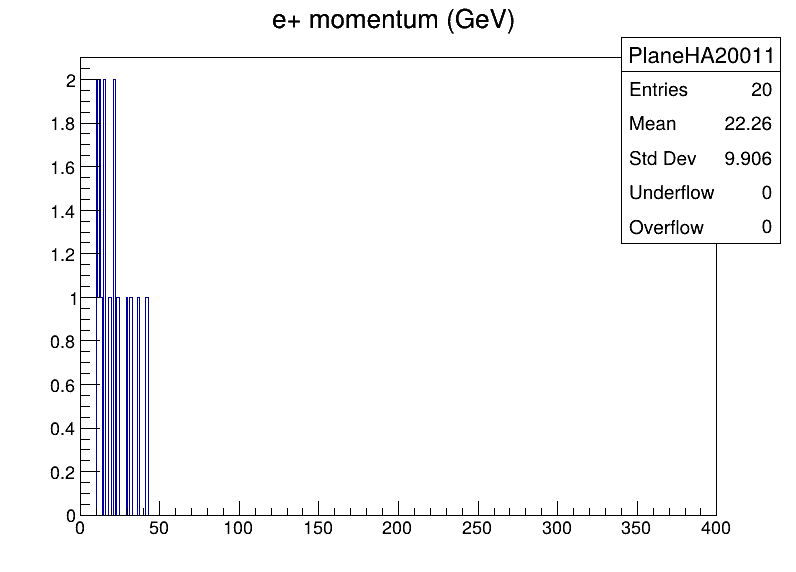 e+ momentum (GeV)
PlaneHA20011
Entries 20
Mean 22.26
Std Dev 9.906
Underflow 0
Overflow 0
2
1.8
1.6
1.4
1.2
1
0.8
0.6
0.4
0.2
0
0 50 100 150 200 250 300 350 400